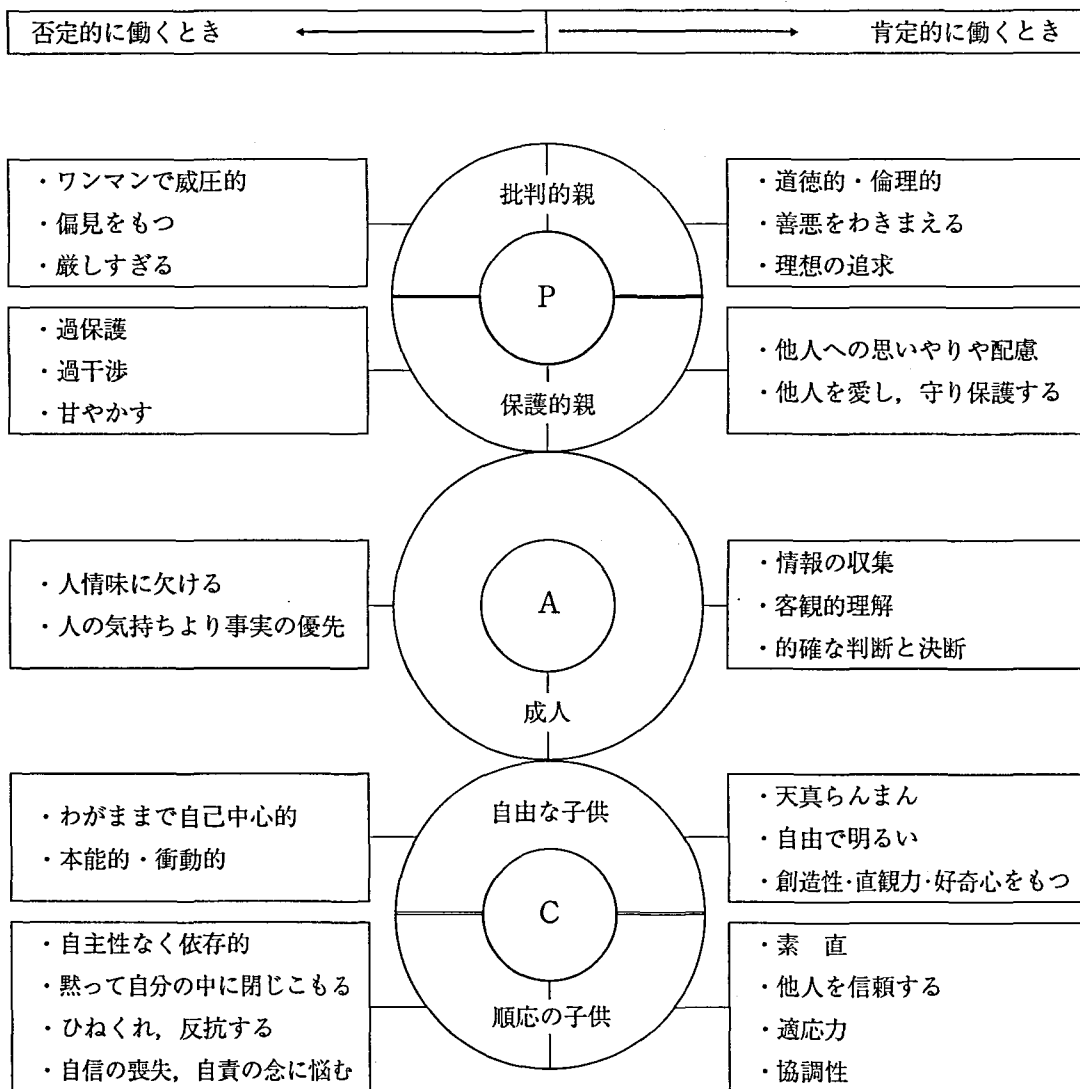 否定的に働くとき
肯定的に働くとき
・ワンマンで威圧的
・偏見をもつ
・厳しすぎる
批判的親
・道徳的・倫理的
・善悪をわきまえる
・理想の追求
P
・過保護
・過干渉
・甘やかす
保護的親
・他人への思いやりや配慮
・他人を愛し,守り保護する
・人情味に欠ける
・人の気持ちより事実の優先
A
成人
・情報の収集
・客観的理解
・的確な判断と決断
・わがままで自己中心的
・本能的・衝動的
自由な子供
・天真らんまん
・自由で明るい
・創造性・直観力・好奇心をもつ
C
・自主性なく依存的
・黙って自分の中に閉じこもる
・ひねくれ,反抗する
・自信の喪失,自責の念に悩む
順応の子供
・素 直
・他人を信頼する
・適応力
・協調性